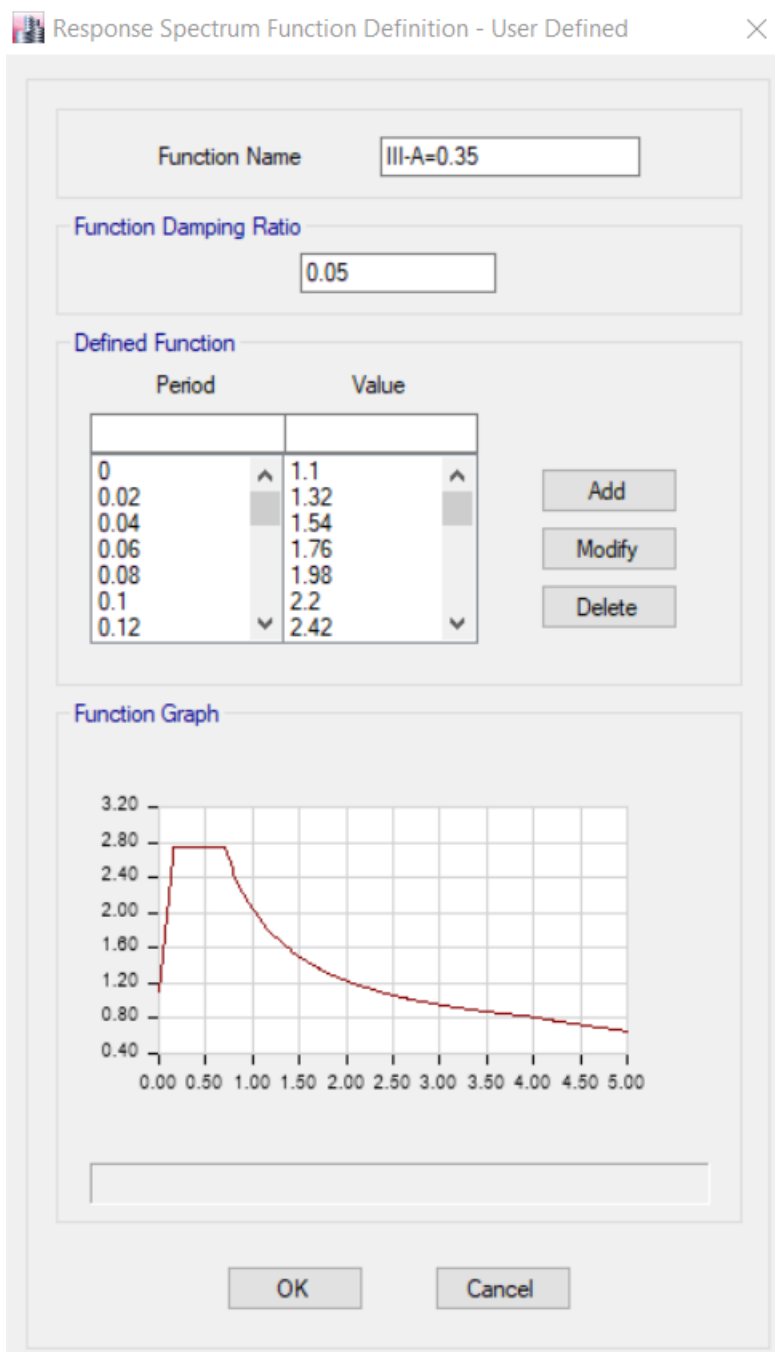 Response Spectrum Function Definition - User Defined
Function Name III-A=0.35
Function Damping Ratio
0.05
Defined Function
Period Value
0 1.1
0.02 1.32
0.04 1.54
0.06 1.76
0.08 1.98
0.1 2.2
0.12 2.42
Add
Modify
Delete
Function Graph
3.20
2.80
2.40
2.00
1.60
1.20
0.80
0.40
0.00 0.50 1.00 1.50 2.00 2.50 3.00 3.50 4.00 4.50 5.00
OK Cancel